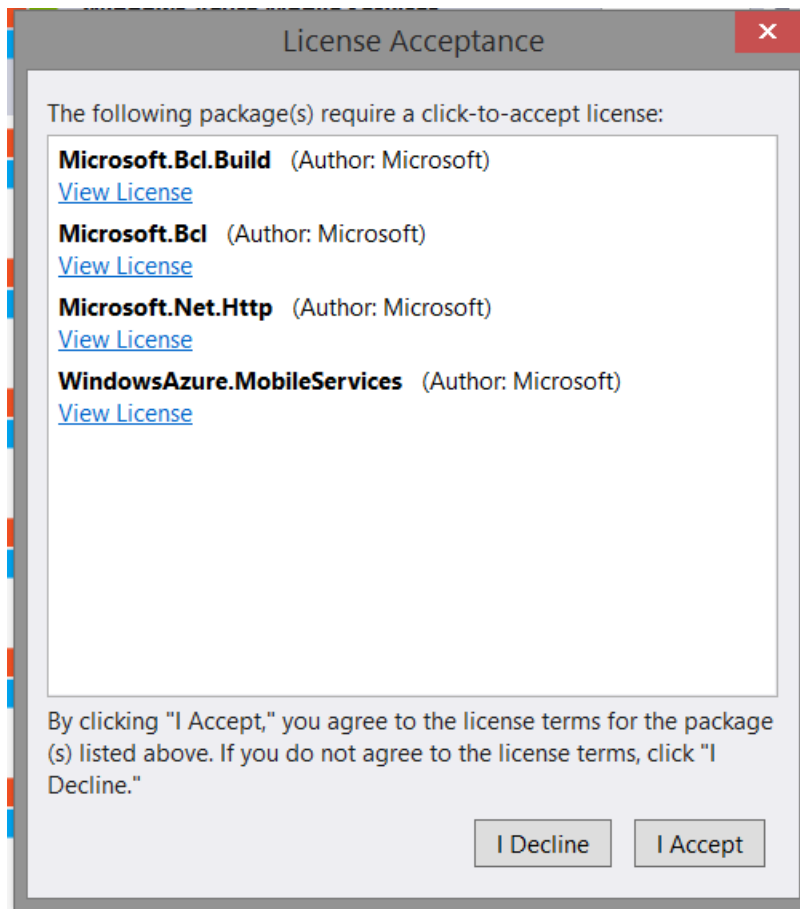 License Acceptance
The following package(s) require a click-to-accept license:
Microsoft.Bcl.Build (Author: Microsoft)
View License
Microsoft.Bcl (Author: Microsoft)
View License
Microsoft.Net.Http (Author: Microsoft)
View License
WindowsAzure.MobileServices (Author: Microsoft)
View License
By clicking "I Accept," you agree to the license terms for the package
(s) listed above. If you do not agree to the license terms, click "I
Decline."
I Decline I Accept